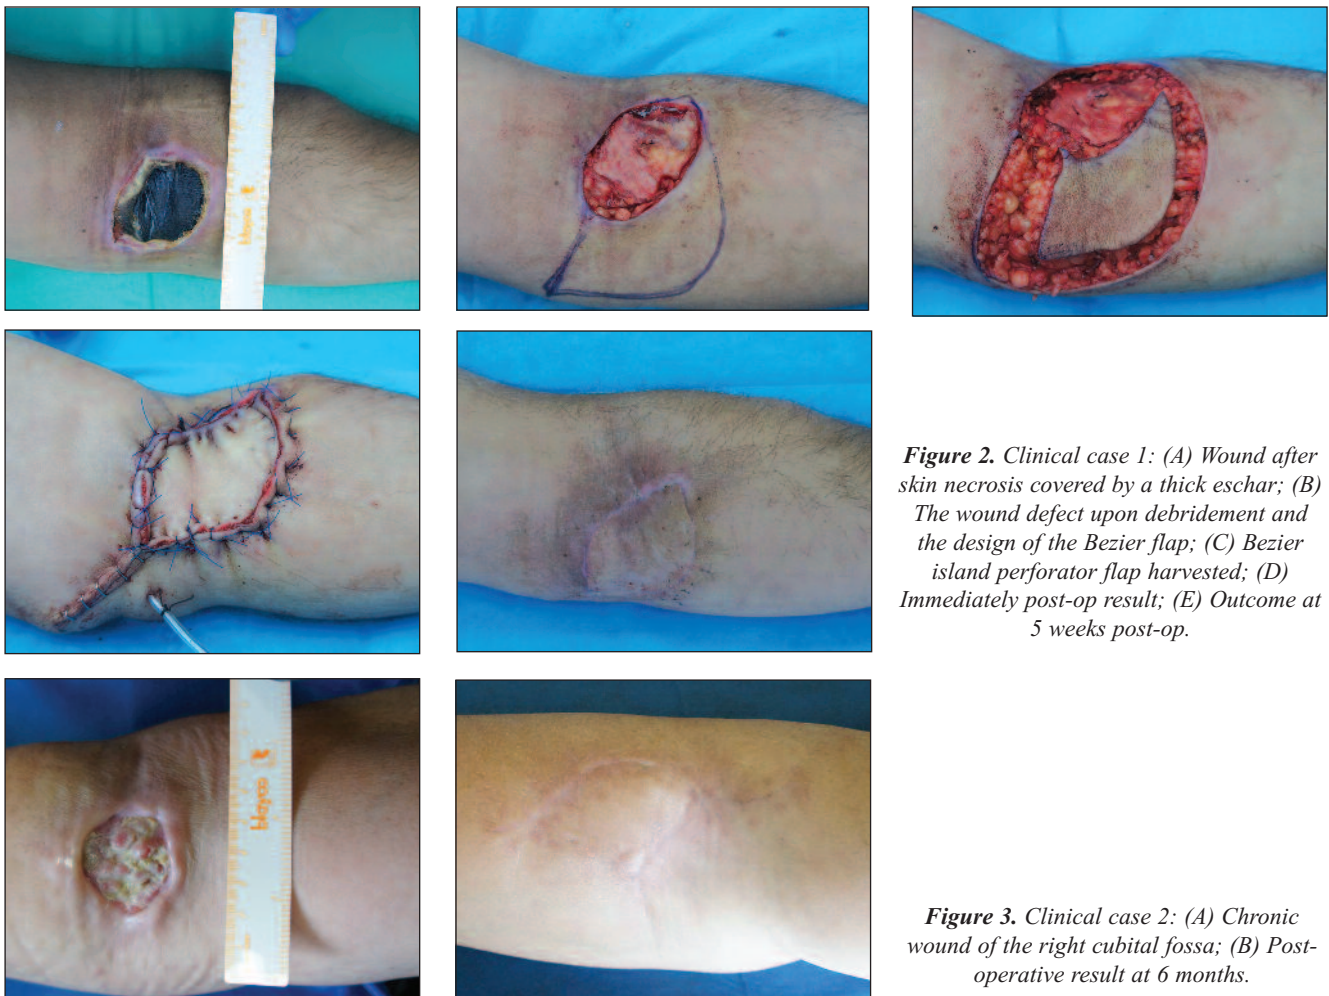 Figure 2. Clinical case 1: (A) Wound after
skin necrosis covered by a thick eschar; (B)
The wound defect upon debridement and
the design of the Bezier flap; (C) Bezier
island perforator flap harvested; (D)
Immediately post-op result; (E) Outcome at
5 weeks post-op.
Figure 3. Clinical case 2: (A) Chronic
wound of the right cubital fossa; (B) Post-
operative result at 6 months.